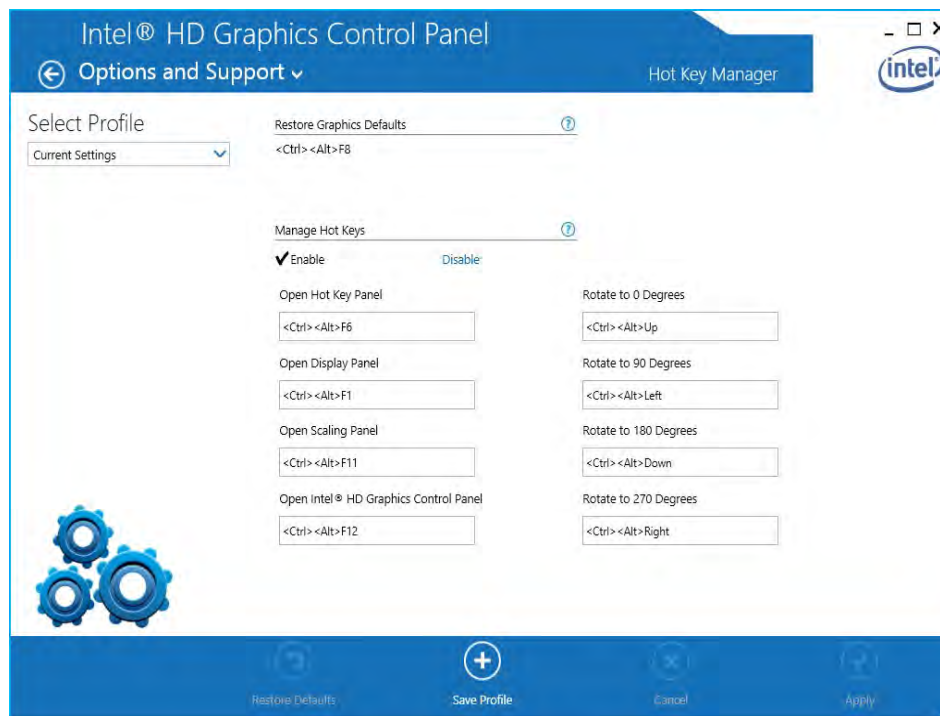 Intel® HD Graphics Control Panel
Options and Support
Hot Key Manager
intel
Select Profile
Current Settings
Restore Graphics Defaults
?
<Ctrl><Alt>F8
Manage Hot Keys
?
Enable
Disable
Open Hot Key Panel
<Ctrl><Alt>F6
Open Display Panel
<Ctrl><Alt>F1
Open Scaling Panel
<Ctrl><Alt>F11
Open Intel® HD Graphics Control Panel
<Ctrl><Alt>F12
Rotate to 0 Degrees
<Ctrl><Alt>Up
Rotate to 90 Degrees
<Ctrl><Alt>Left
Rotate to 180 Degrees
<Ctrl><Alt>Down
Rotate to 270 Degrees
<Ctrl><Alt>Right
Restore Defaults
Save Profile
Cancel
Apply